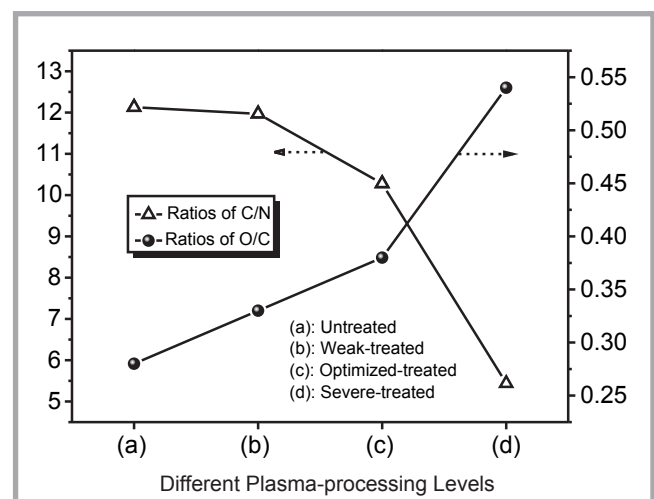 13
12
11
10
9
8
7
6
5
0.55
0.50
0.45
0.40
0.35
0.30
0.25
Ratios of C/N
Ratios of O/C
(a): Untreated
(b): Weak-treated
(c): Optimized-treated
(d): Severe-treated
(a) (b) (c) (d)
Different Plasma-processing Levels